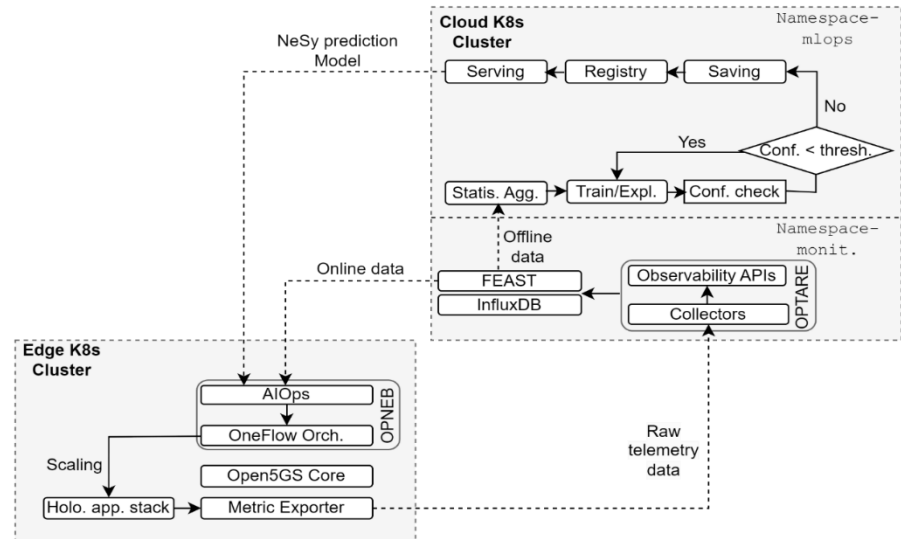 Cloud K8s
Cluster
Namespace-
mlops
NeSy prediction
Model
Serving
Registry
Saving
No
Yes
Conf. < thresh.
Statis. Agg.
Train/Expl.
Conf. check
Namespace-
monit.
Offline
data
Online data
FEAST
InfluxDB
Observability APIs
Collectors
OPTARE
Edge K8s
Cluster
AIOps
OneFlow Orch.
OPNEB
Scaling
Open5GS Core
Holo. app. stack
Metric Exporter
Raw
telemetry
data